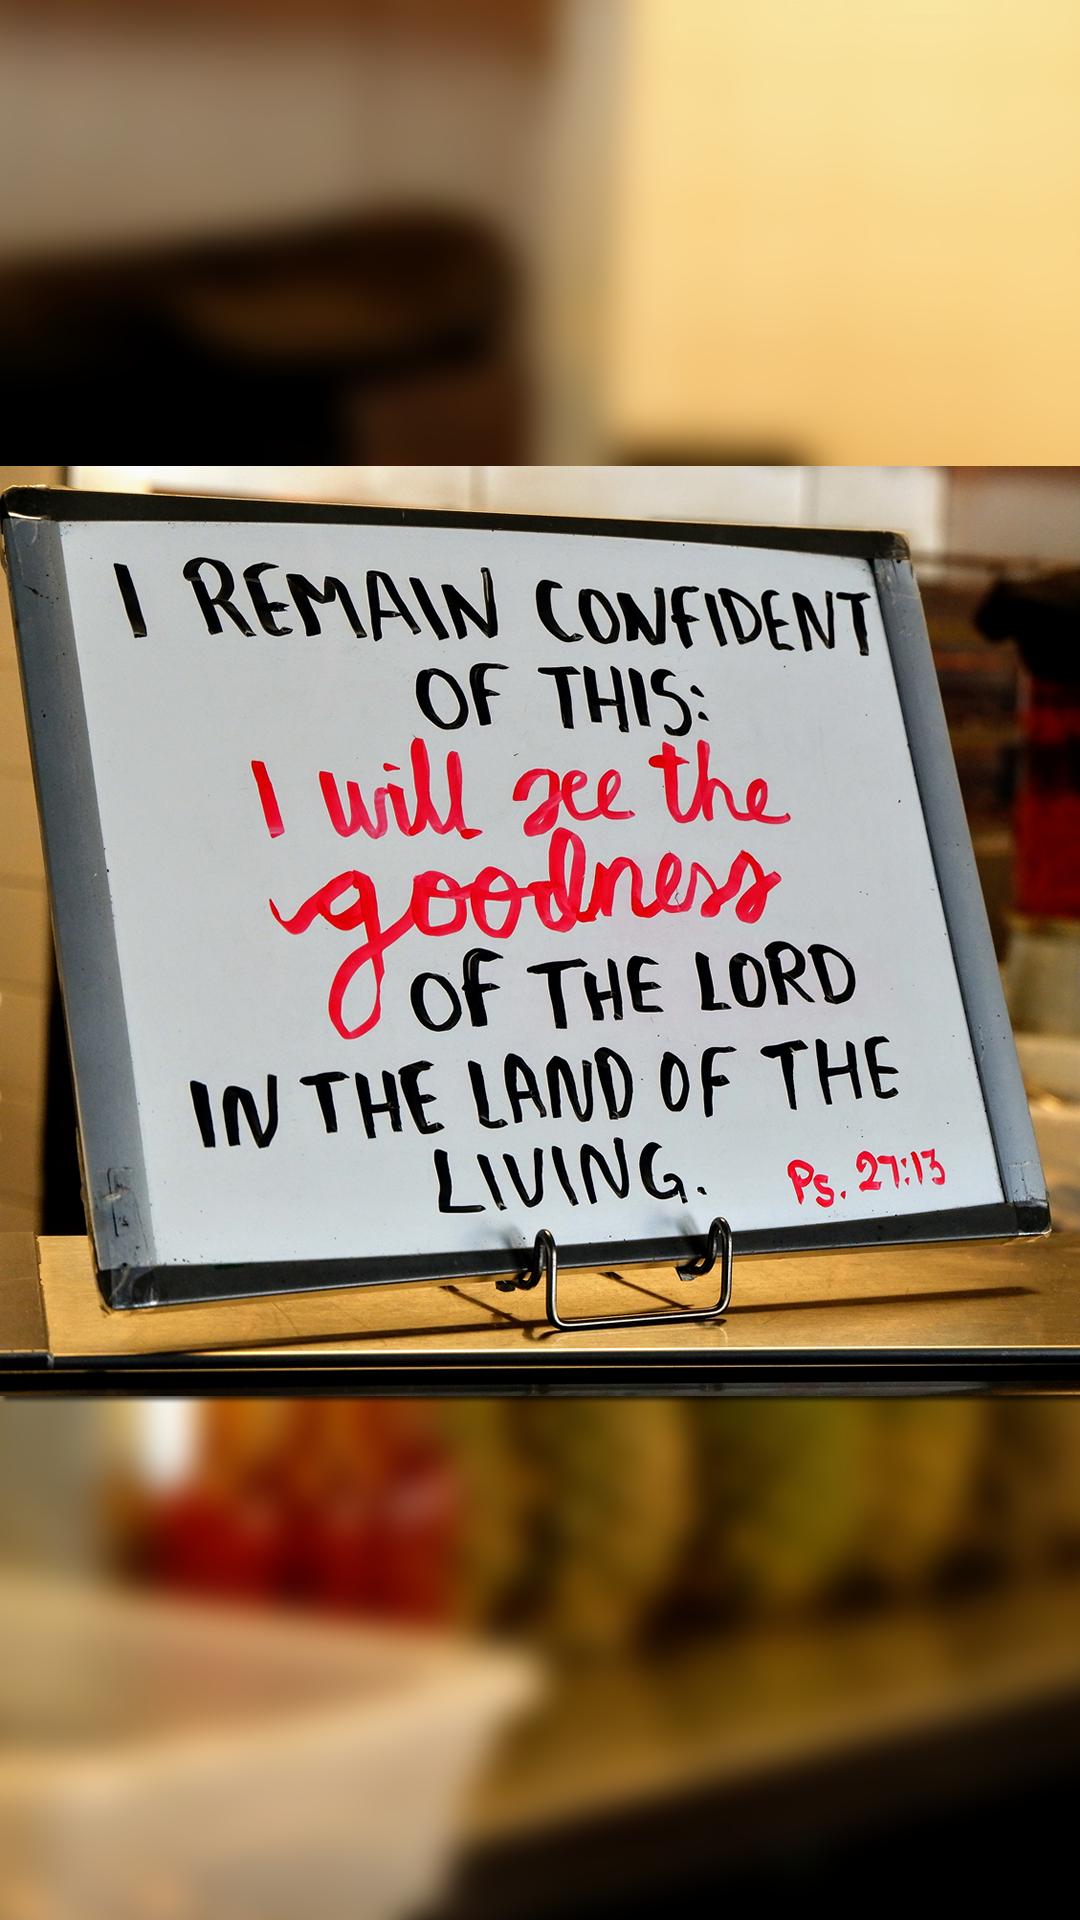 I REMAIN CONFIDENT
OF THIS:
I will see the
goodness
OF THE LORD
IN THE LAND OF THE
LIVING.
Ps. 27:13